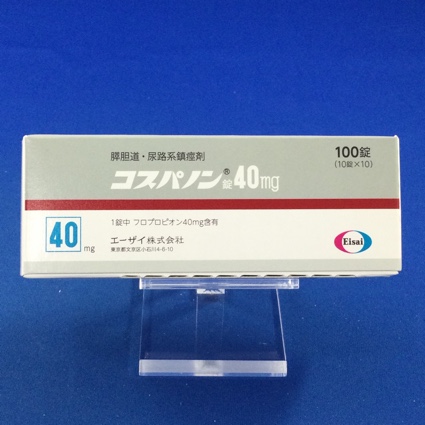 膵胆道・尿路系鎮痙剤
コスパノン®錠40mg
100錠
(10錠×10)
40mg
1錠中 フロプロピオン40mg含有
エーザイ株式会社
東京都文京区小石川4-6-10
Eisai